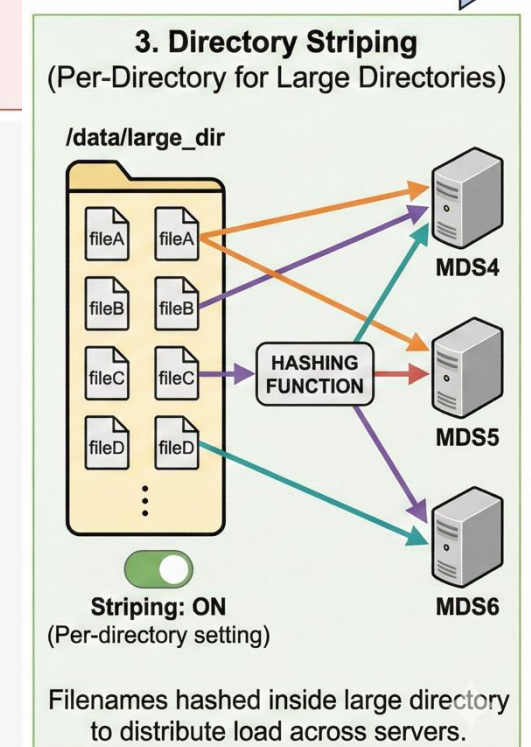 3. Directory Striping
(Per-Directory for Large Directories)
/data/large_dir
fileA fileA
fileB fileB
fileC fileC
fileD fileD
HASHING
FUNCTION
MDS4
MDS5
MDS6
Striping: ON
(Per-directory setting)
Filenames hashed inside large directory
to distribute load across servers.